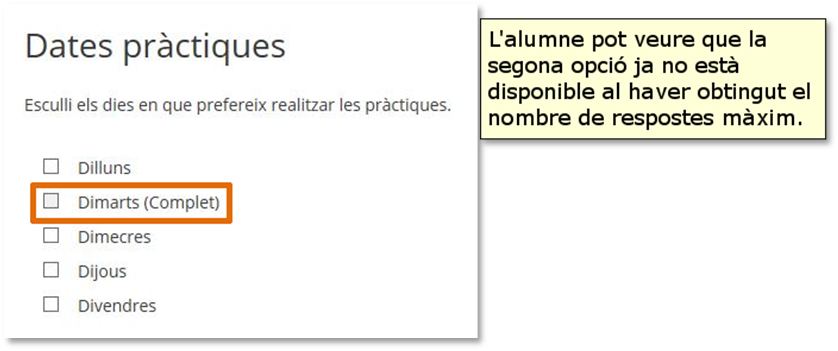 Dates pràctiques
Esculli els dies en que prefereix realitzar les pràctiques.
Dilluns
Dimarts (Complet)
Dimecres
Dijous
Divendres
L'alumne pot veure que la
segona opció ja no està
disponible al haver obtingut el
nombre de respostes màxim.